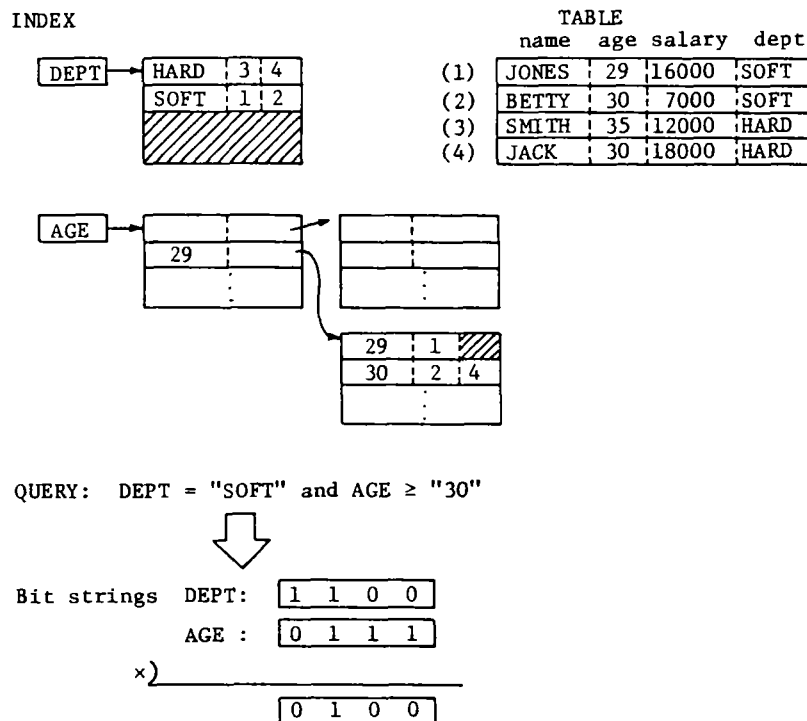 INDEX
TABLE
name age salary dept
DEPT HARD 3 4
SOFT 1 2
(1) JONES 29 16000 SOFT
(2) BETTY 30 7000 SOFT
(3) SMITH 35 12000 HARD
(4) JACK 30 18000 HARD
AGE
29
29 1
30 2 4
QUERY: DEPT = "SOFT" and AGE ≥ "30"
Bit strings DEPT: 1 1 0 0
AGE : 0 1 1 1
×)
0 1 0 0